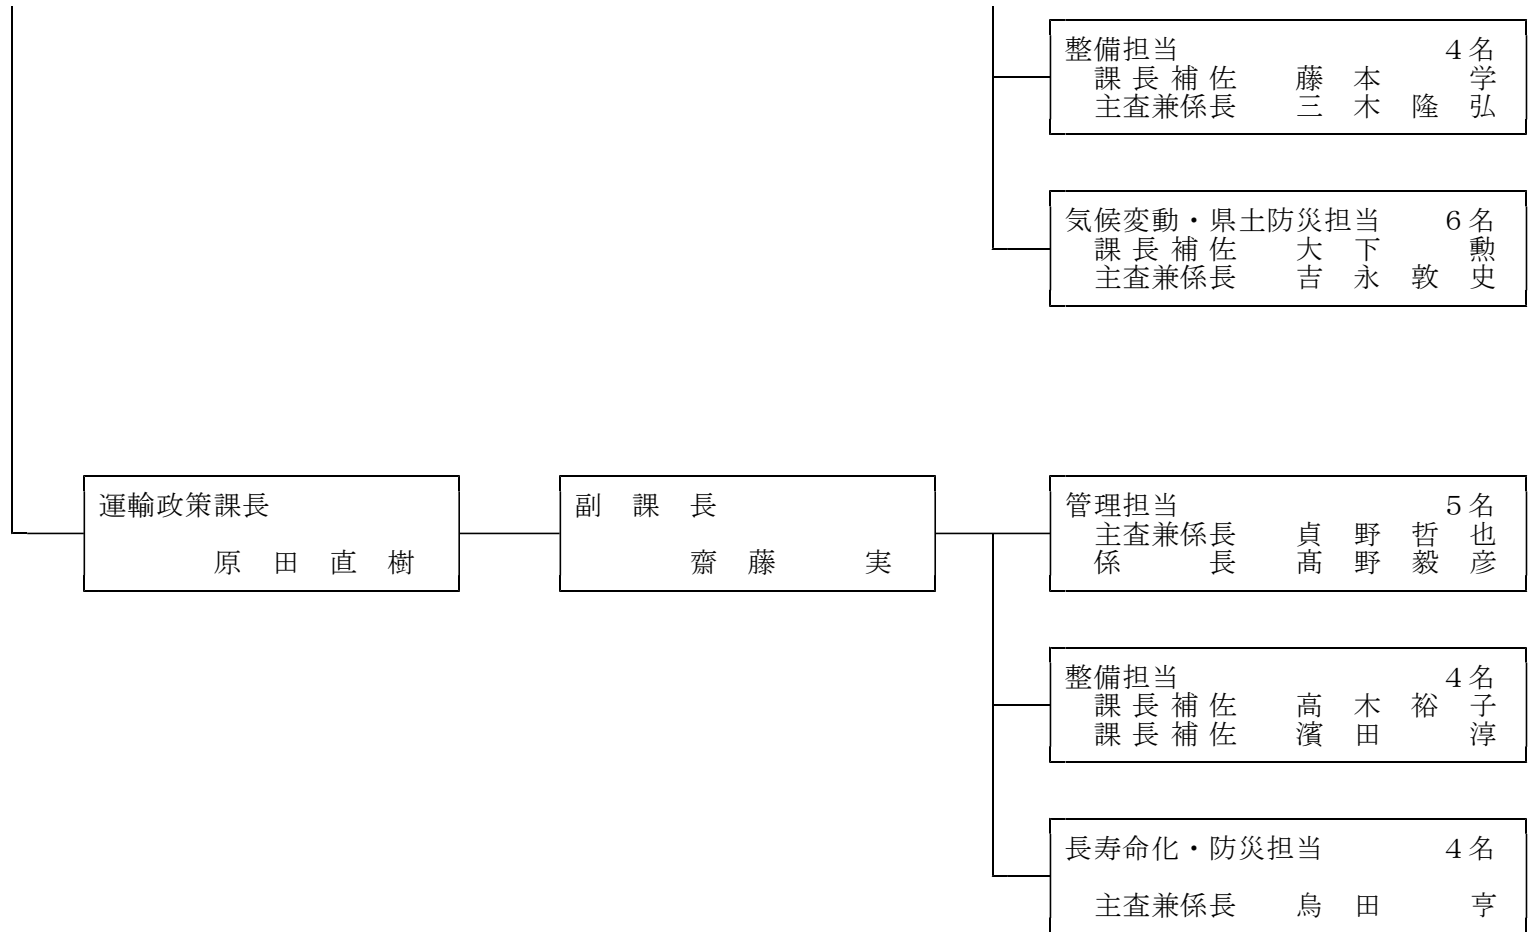 整備担当 ４名
課長補佐 藤本 学
主査兼係長 三木隆弘
気候変動・県土防災担当 ６名
課長補佐 大下 勲
主査兼係長 吉永敦史
運輸政策課長
原田直樹
副課長
齋藤 実
管理担当 ５名
主査兼係長 貞野哲也
係長 髙野毅彦
整備担当 ４名
課長補佐 高木裕子
課長補佐 濱田 淳
長寿命化・防災担当 ４名
主査兼係長 烏田 亨